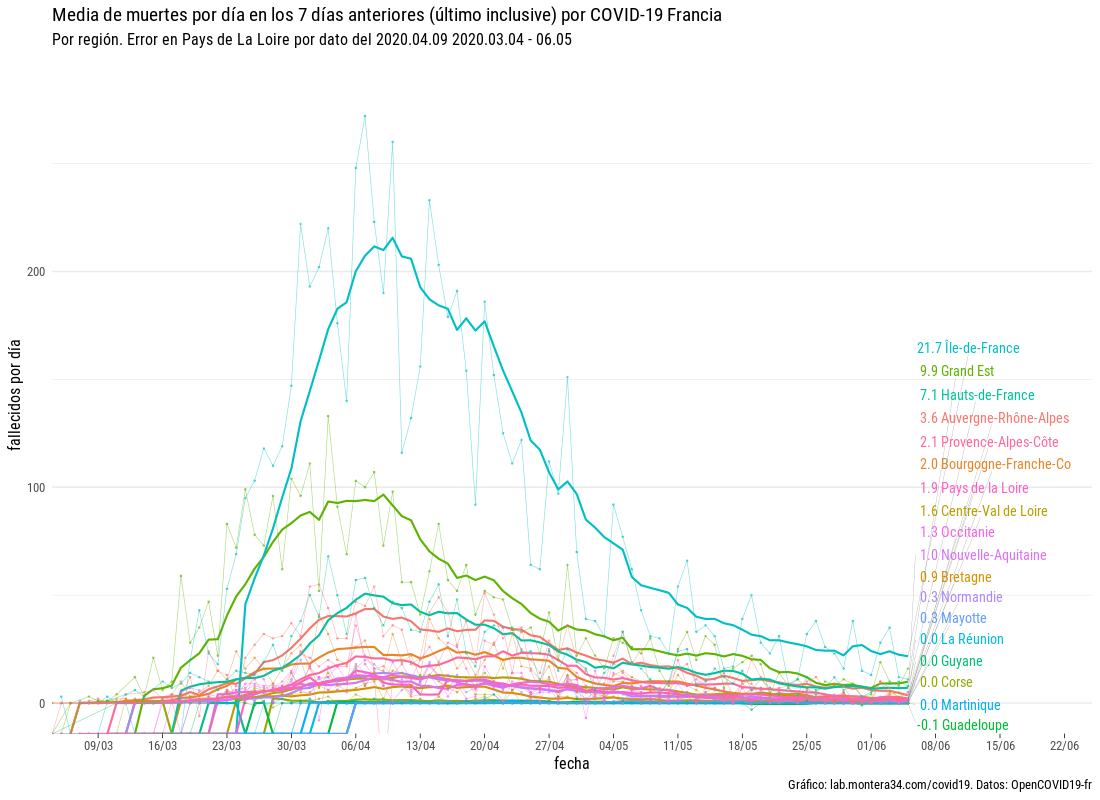 Media de muertes por día en los 7 días anteriores (último inclusive) por COVID-19 Francia
Por región. Error en Pays de La Loire por dato del 2020.04.09 2020.03.04 - 06.05
fallecidos por día
200
100
0
21.7 Île-de-France
9.9 Grand Est
7.1 Hauts-de-France
3.6 Auvergne-Rhône-Alpes
2.1 Provence-Alpes-Côte
2.0 Bourgogne-Franche-Co
1.9 Pays de la Loire
1.6 Centre-Val de Loire
1.3 Occitanie
1.0 Nouvelle-Aquitaine
0.9 Bretagne
0.3 Normandie
0.3 Mayotte
0.0 La Réunion
0.0 Guyane
0.0 Corse
0.0 Martinique
-0.1 Guadeloupe
09/03 16/03 23/03 30/03 06/04 13/04 20/04 27/04 04/05 11/05 18/05 25/05 01/06 08/06 15/06 22/06
fecha
Gráfico: lab.montera34.com/covid19. Datos: OpenCOVID19-fr